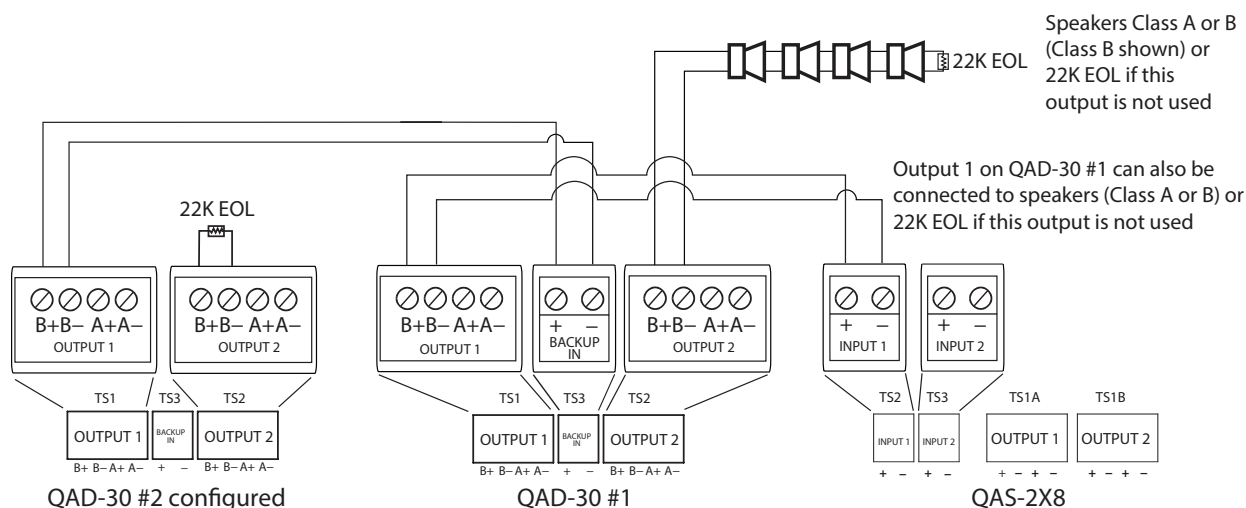 Speakers Class A or B
(Class B shown) or
22K EOL if this
output is not used
22K EOL
Output 1 on QAD-30 #1 can also be
connected to speakers (Class A or B) or
22K EOL if this output is not used
22K EOL
B+B− A+A−
OUTPUT 1
B+B− A+A−
OUTPUT 2
B+B− A+A−
OUTPUT 1
+ −
BACKUP
IN
B+B− A+A−
OUTPUT 2
+ −
INPUT 1
+ −
INPUT 2
TS1 TS3 TS2
OUTPUT 1
BACKUP
IN
OUTPUT 2
B+ B− A+ A− + − B+ B− A+ A−
QAD-30 #2 configured
TS1 TS3 TS2
OUTPUT 1
BACKUP
IN
OUTPUT 2
B+ B− A+ A− + − B+ B− A+ A−
QAD-30 #1
TS2 TS3 TS1A TS1B
INPUT 1 INPUT 2 OUTPUT 1 OUTPUT 2
+ − + − + − + − + − + −
QAS-2X8